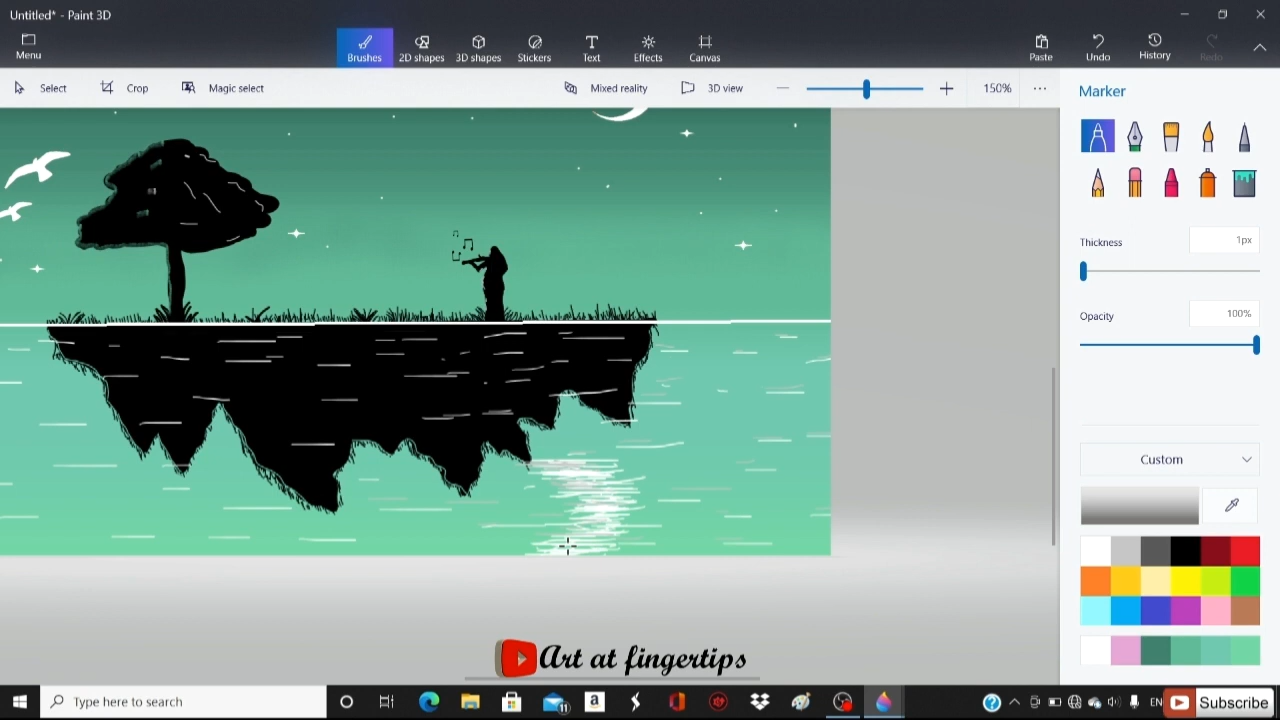 Untitled* - Paint 3D
Menu
Brushes
2D shapes
3D shapes
Stickers
Text
Effects
Canvas
Paste
Undo
History
Redo
Select
Crop
Magic select
Mixed reality
3D view
150%
Marker
Thickness
1px
Opacity
100%
Custom
Art at fingertips
Type here to search
11
a
EN
Subscribe